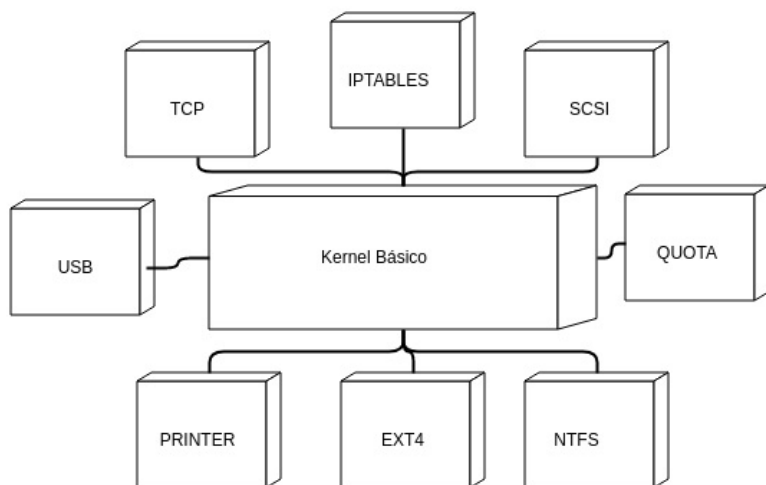 TCP
IPTABLES
SCSI
USB
Kernel Básico
QUOTA
PRINTER
EXT4
NTFS